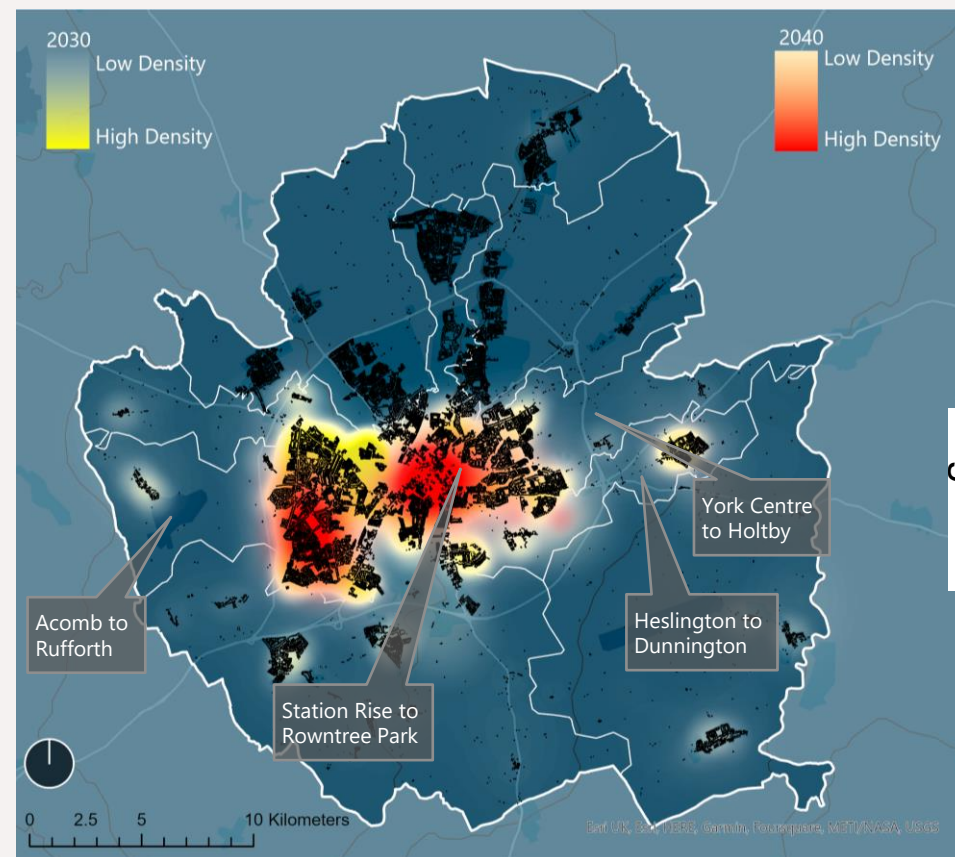 2030
Low Density
High Density
2040
Low Density
High Density
York Centre
to Holtby
Acomb to
Rufforth
Heslington to
Dunnington
Station Rise to
Rowntree Park
0 2.5 5 10 Kilometers
Esri UK, Esri, HERE, Garmin, Foursquare, METI/NASA, USGS